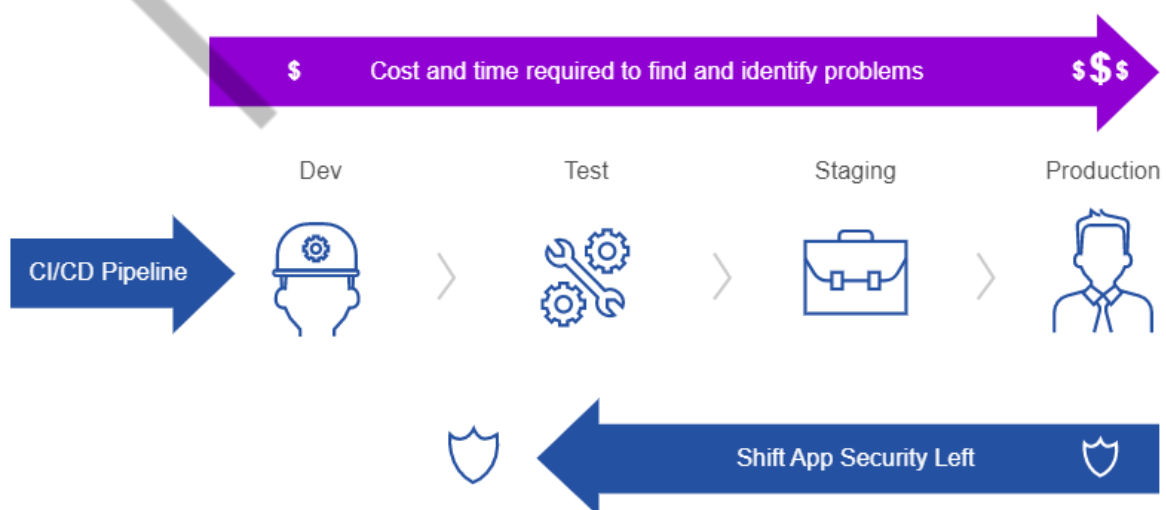 $ Cost and time required to find and identify problems $$$
Dev Test Staging Production
CI/CD Pipeline
Shift App Security Left